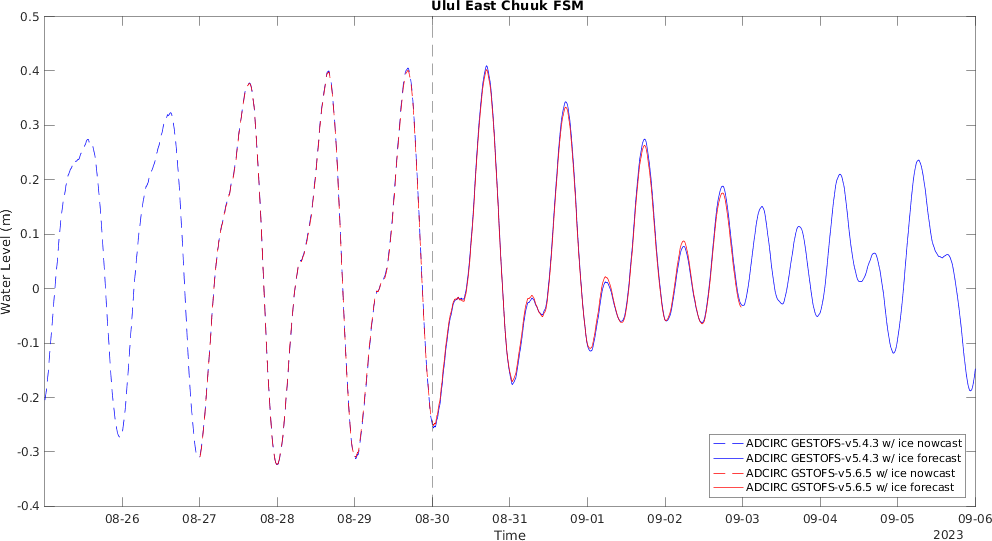 Ulul East Chuuk FSM
0.5
0.4
0.3
0.2
0.1
0
-0.1
-0.2
-0.3
-0.4
Water Level (m)
ADCIRC GESTOFS-v5.4.3 w/ ice nowcast
ADCIRC GESTOFS-v5.4.3 w/ ice forecast
ADCIRC GSTOFS-v5.6.5 w/ ice nowcast
ADCIRC GSTOFS-v5.6.5 w/ ice forecast
08-26 08-27 08-28 08-29 08-30 08-31 09-01 09-02 09-03 09-04 09-05 09-06
Time
2023